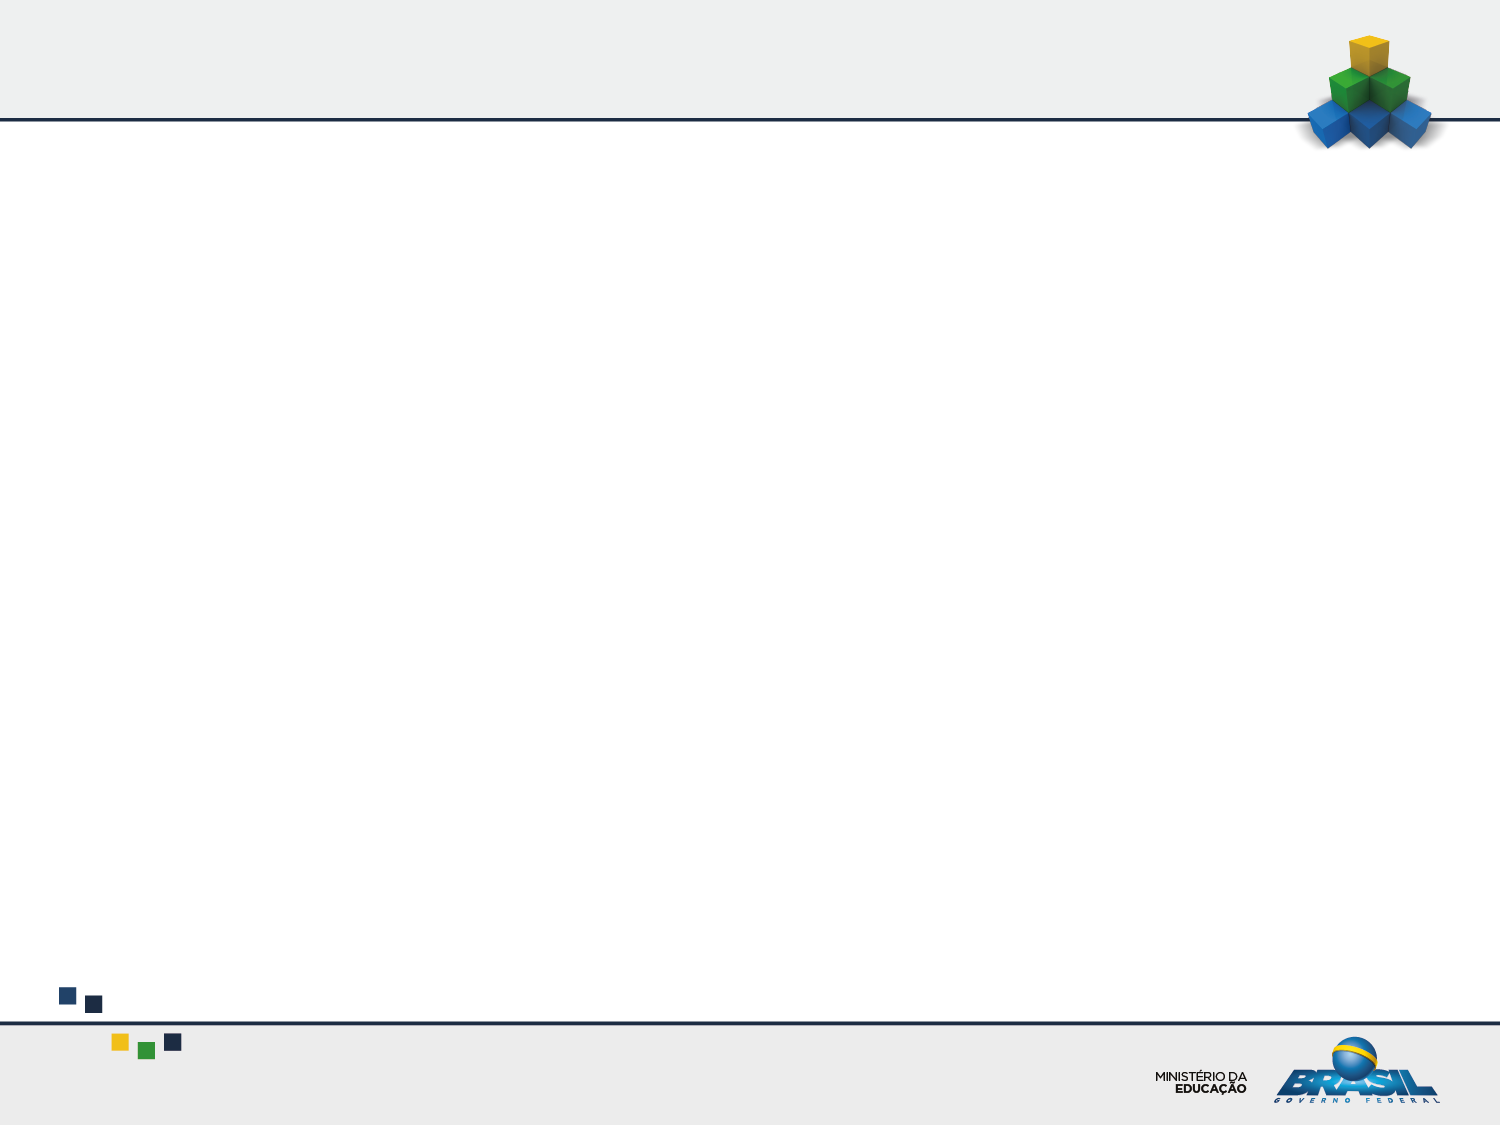 MINISTÉRIO DA
EDUCAÇÃO
BRASIL
GOVERNO FEDERAL